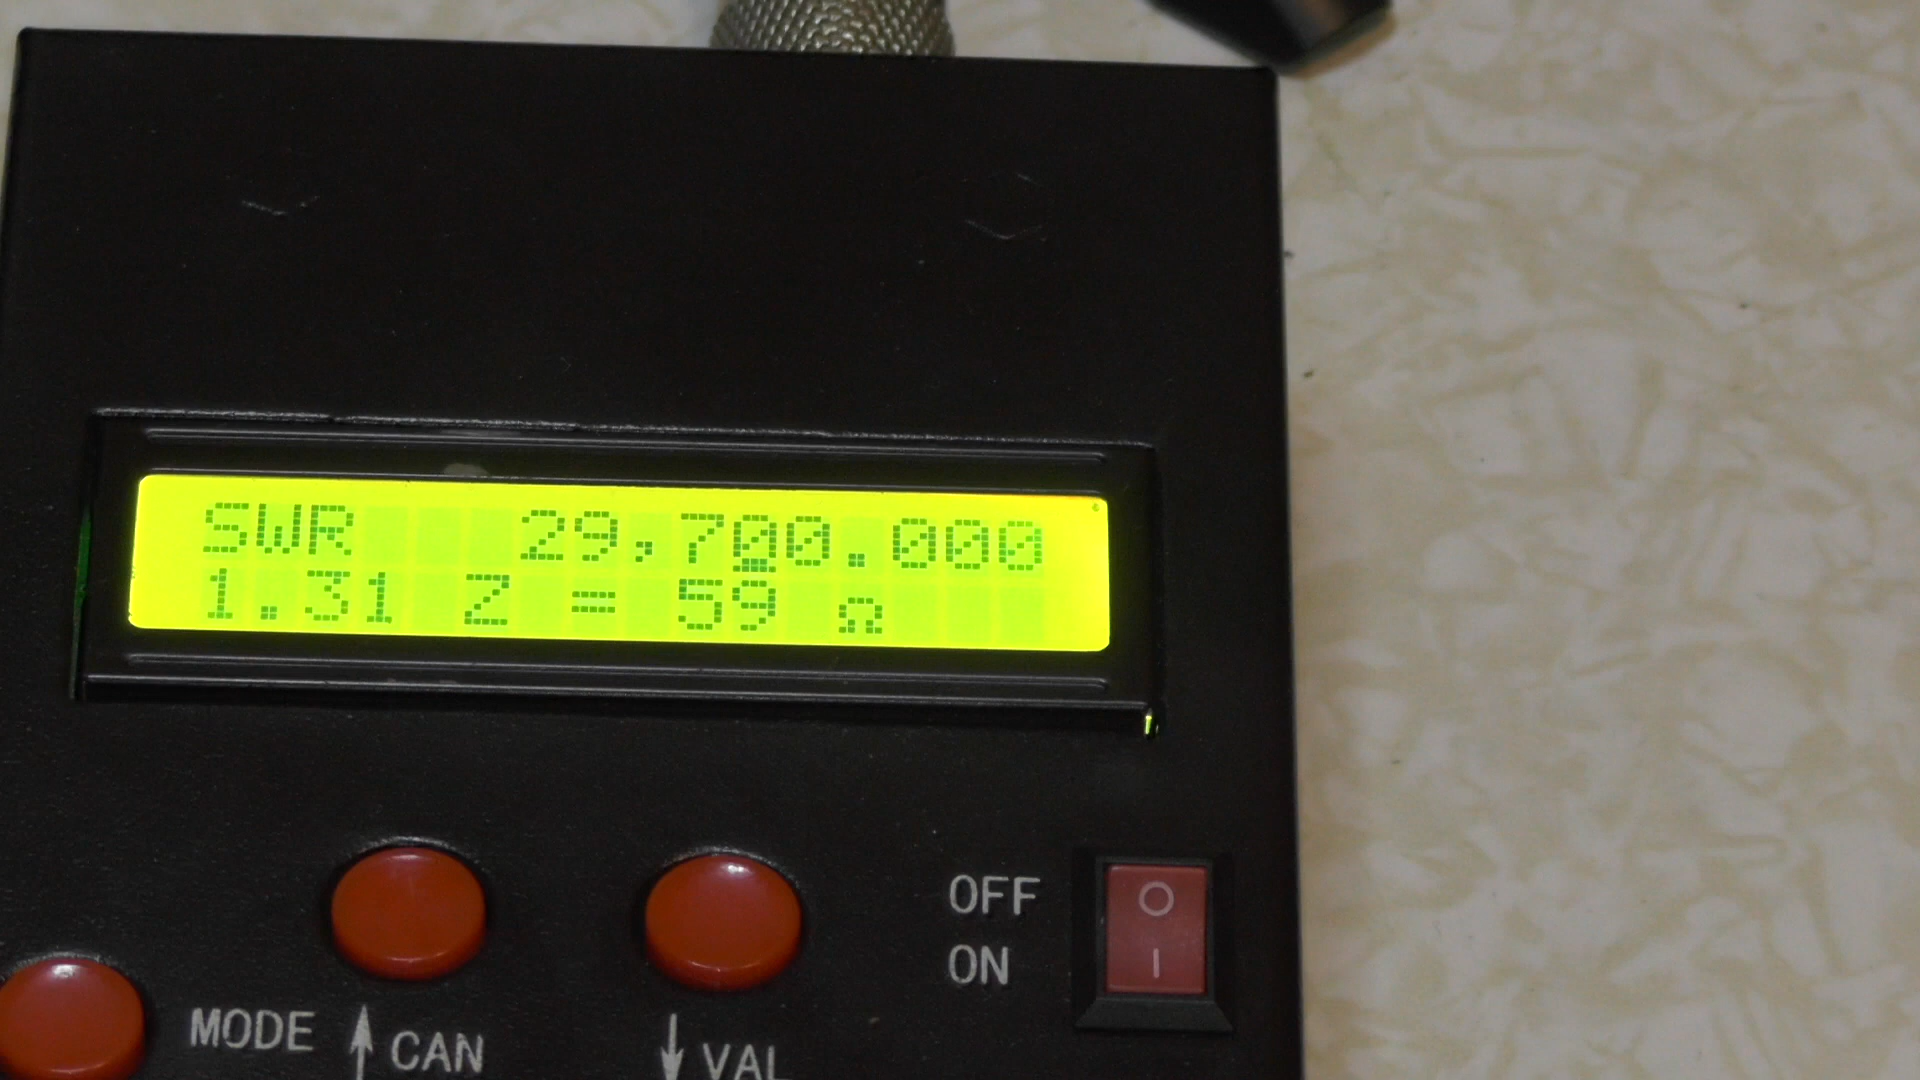 SWR 29,700.000
1.31 Z = 59 Ω
OFF
ON
MODE
CAN
VAL